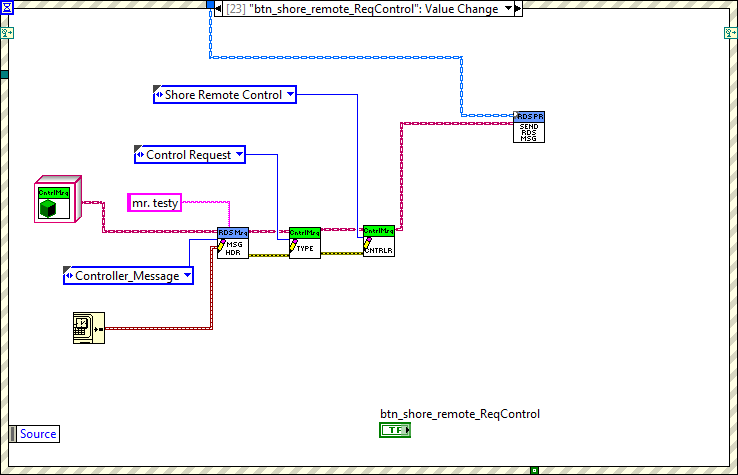 [23] "btn_shore_remote_ReqControl": Value Change
Shore Remote Control
RDS PR
SEND
RDS
MSG
Control Request
CntrlMsg
mr. testy
RDS Msg
MSG
HDR
CntrlMsg
TYPE
CntrlMsg
CNTRLR
Controller_Message
btn_shore_remote_ReqControl
TF
Source